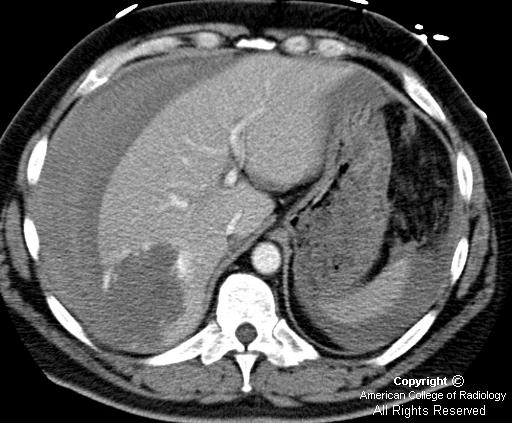 Copyright ©
American College of Radiology
All Rights Reserved